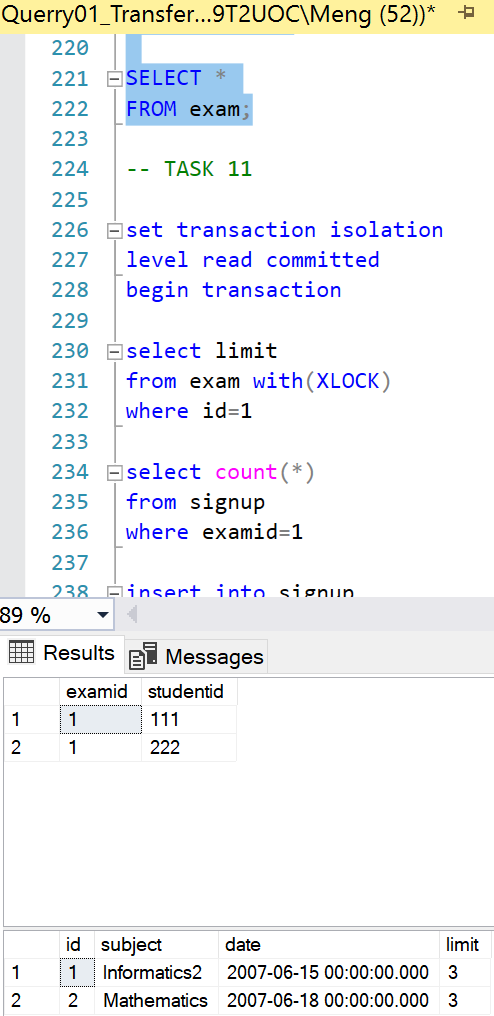 Querry01_Transfer...9T2UOC\Meng (52))*
220
221 SELECT *
222 FROM exam;
223
224 -- TASK 11
225
226 set transaction isolation
227 level read committed
228 begin transaction
229
230 select limit
231 from exam with(XLOCK)
232 where id=1
233
234 select count(*)
235 from signup
236 where examid=1
237
238 insert into signup
89 %
Results Messages
examid studentid
1 1 111
2 1 222
id subject date limit
1 1 Informatics2 2007-06-15 00:00:00.000 3
2 2 Mathematics 2007-06-18 00:00:00.000 3